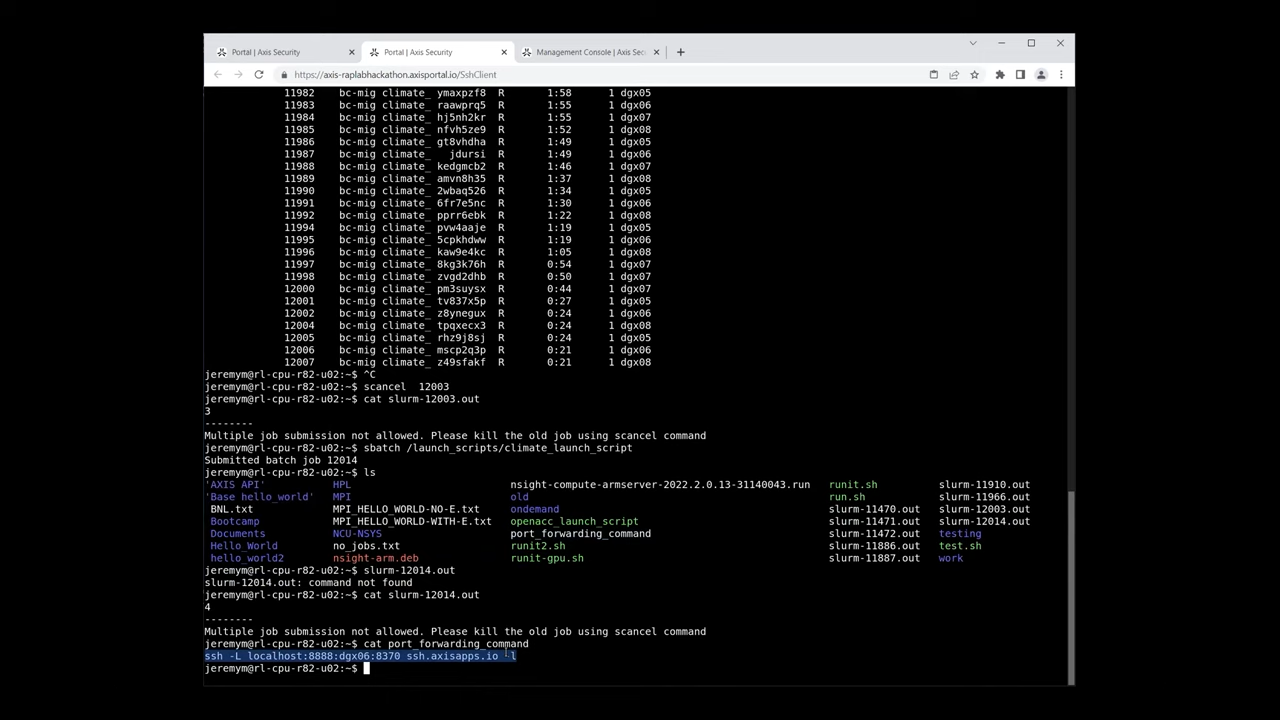 Portal | Axis Security
Portal | Axis Security
Management Console | Axis Sec
https://axis-raplabhackathon.axisportal.io/SshClient
11982 bc-mig climate_ ymaxpzf8 R 1:58 1 dgx05
11983 bc-mig climate_ raawprq5 R 1:55 1 dgx06
11984 bc-mig climate_ hj5nh2kr R 1:55 1 dgx07
11985 bc-mig climate_ nfvh5ze9 R 1:52 1 dgx08
11986 bc-mig climate_ gt8vhdha R 1:49 1 dgx05
11987 bc-mig climate_ jdursi R 1:49 1 dgx06
11988 bc-mig climate_ kedgmcb2 R 1:46 1 dgx07
11989 bc-mig climate_ amvn8h35 R 1:37 1 dgx08
11990 bc-mig climate_ 2wbaq526 R 1:34 1 dgx05
11991 bc-mig climate_ 6fr7e5nc R 1:30 1 dgx06
11992 bc-mig climate_ pprr6ebk R 1:22 1 dgx08
11994 bc-mig climate_ pvw4aaje R 1:19 1 dgx05
11995 bc-mig climate_ 5cpkhdww R 1:19 1 dgx06
11996 bc-mig climate_ kaw9e4kc R 1:05 1 dgx08
11997 bc-mig climate_ 8kg3k76h R 0:54 1 dgx07
11998 bc-mig climate_ zvgd2dhb R 0:50 1 dgx07
12000 bc-mig climate_ pm3suysx R 0:44 1 dgx07
12001 bc-mig climate_ tv837x5p R 0:27 1 dgx05
12002 bc-mig climate_ z8ynegux R 0:24 1 dgx06
12004 bc-mig climate_ tpqxecx3 R 0:24 1 dgx08
12005 bc-mig climate_ rhz9j8sj R 0:24 1 dgx05
12006 bc-mig climate_ mscp2q3p R 0:21 1 dgx06
12007 bc-mig climate_ z49sfakf R 0:21 1 dgx08
jeremym@rl-cpu-r82-u02:~$ ^C
jeremym@rl-cpu-r82-u02:~$ scancel  12003
jeremym@rl-cpu-r82-u02:~$ cat slurm-12003.out
3
--------
Multiple job submission not allowed. Please kill the old job using scancel command
jeremym@rl-cpu-r82-u02:~$ sbatch /launch_scripts/climate_launch_script
Submitted batch job 12014
jeremym@rl-cpu-r82-u02:~$ ls
'AXIS API' HPL nsight-compute-armserver-2022.2.0.13-31140043.run runit.sh slurm-11910.out
'Base hello_world' MPI old run.sh slurm-11966.out
BNL.txt MPI_HELLO_WORLD-NO-E.txt ondemand slurm-11470.out slurm-12003.out
Bootcamp MPI_HELLO_WORLD-WITH-E.txt openacc_launch_script slurm-11471.out slurm-12014.out
Documents NCU-NSYS port_forwarding_command slurm-11472.out testing
Hello_World no_jobs.txt runit2.sh slurm-11886.out test.sh
hello_world2 nsight-arm.deb runit-gpu.sh slurm-11887.out work
jeremym@rl-cpu-r82-u02:~$ slurm-12014.out
slurm-12014.out: command not found
jeremym@rl-cpu-r82-u02:~$ cat slurm-12014.out
4
--------
Multiple job submission not allowed. Please kill the old job using scancel command
jeremym@rl-cpu-r82-u02:~$ cat port_forwarding_command
ssh -L localhost:8888:dgx06:8370 ssh.axisapps.io -l
jeremym@rl-cpu-r82-u02:~$